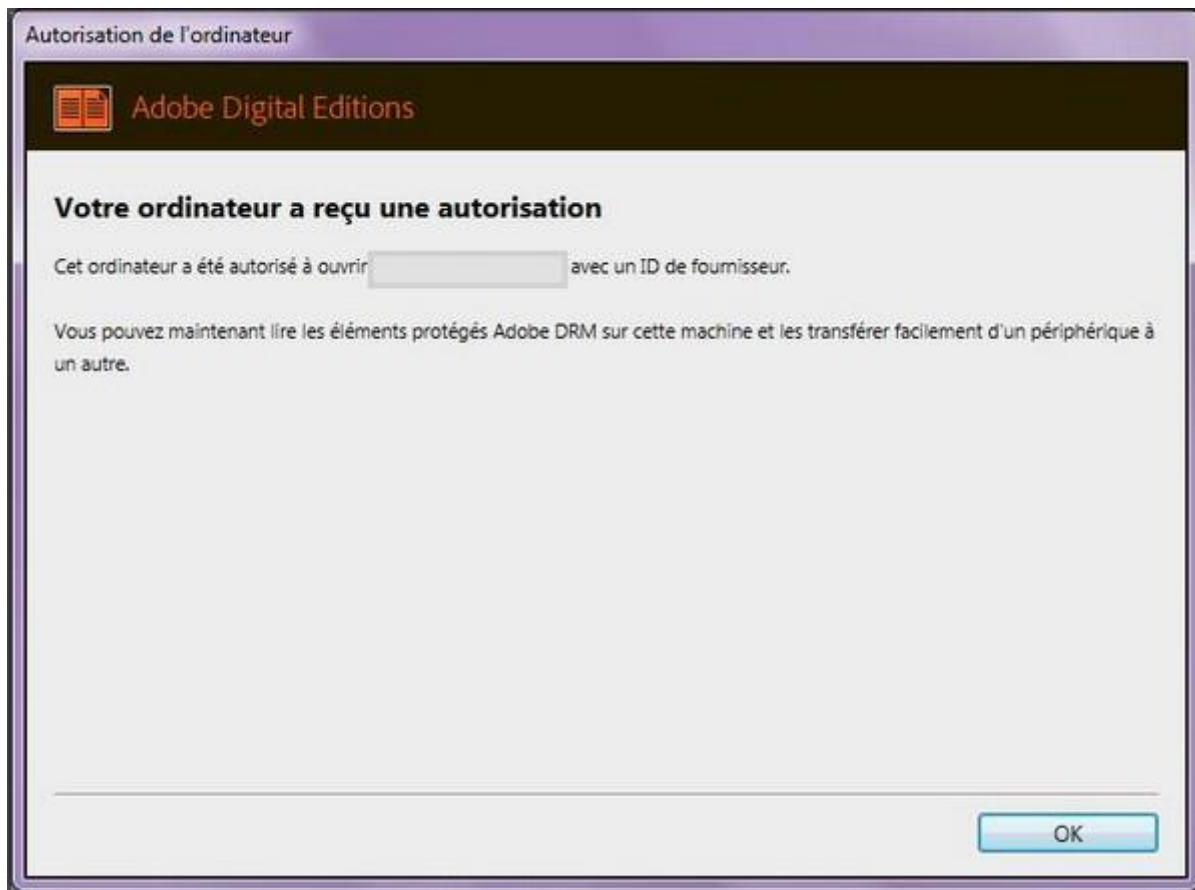 Autorisation de l'ordinateur
Adobe Digital Editions
Votre ordinateur a reçu une autorisation
Cet ordinateur a été autorisé à ouvrir avec un ID de fournisseur.
Vous pouvez maintenant lire les éléments protégés Adobe DRM sur cette machine et les transférer facilement d'un périphérique à
un autre.
OK